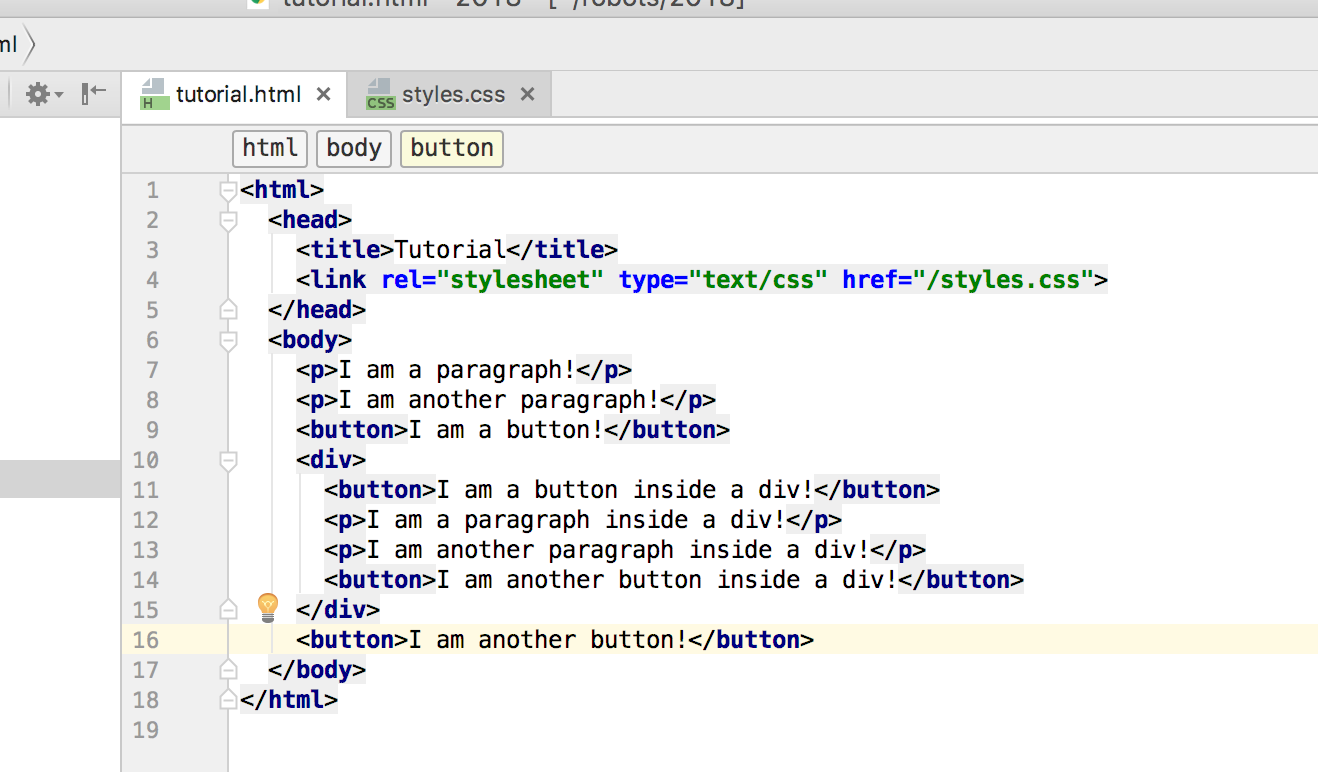 tutorial.html - 2018 - [~/robots/2018]
ml
tutorial.html
styles.css
html body button
1 <html>
2 <head>
3 <title>Tutorial</title>
4 <link rel="stylesheet" type="text/css" href="/styles.css">
5 </head>
6 <body>
7 <p>I am a paragraph!</p>
8 <p>I am another paragraph!</p>
9 <button>I am a button!</button>
10 <div>
11 <button>I am a button inside a div!</button>
12 <p>I am a paragraph inside a div!</p>
13 <p>I am another paragraph inside a div!</p>
14 <button>I am another button inside a div!</button>
15 </div>
16 <button>I am another button!</button>
17 </body>
18 </html>
19